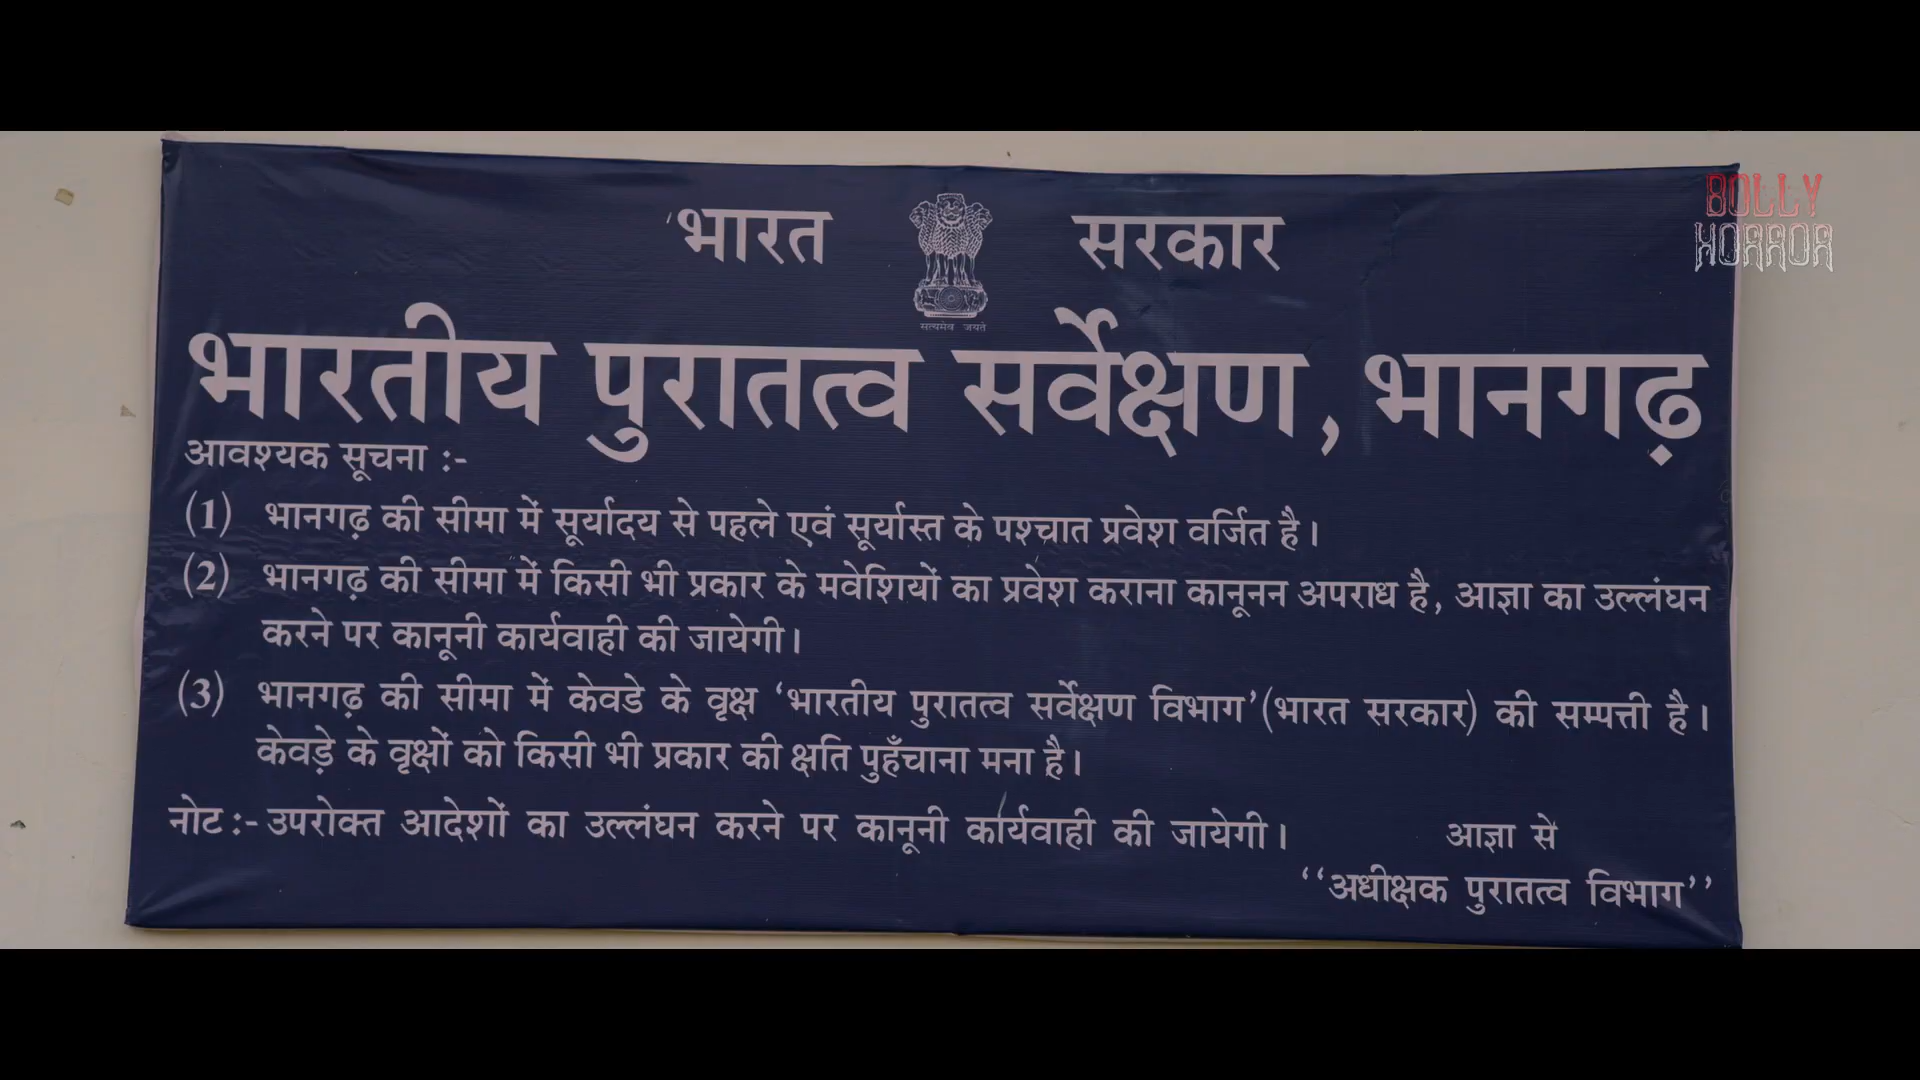 भारत सरकार
सत्यमेव जयते
BOLLY
HORROR
भारतीय पुरातत्व सर्वेक्षण, भानगढ़
आवश्यक सूचना :-
(1) भानगढ़ की सीमा में सूर्योदय से पहले एवं सूर्यास्त के पश्चात प्रवेश वर्जित है।
(2) भानगढ़ की सीमा में किसी भी प्रकार के मवेशियों का प्रवेश कराना कानूनन अपराध है, आज्ञा का उल्लंघन
करने पर कानूनी कार्यवाही की जायेगी।
(3) भानगढ़ की सीमा में केवडे के वृक्ष ‘भारतीय पुरातत्व सर्वेक्षण विभाग’ (भारत सरकार) की सम्पत्ती है।
केवड़े के वृक्षों को किसी भी प्रकार की क्षति पुहँचाना मना है।
नोट :- उपरोक्त आदेशों का उल्लंघन करने पर कानूनी कार्यवाही की जायेगी। आज्ञा से
‘‘अधीक्षक पुरातत्व विभाग’’